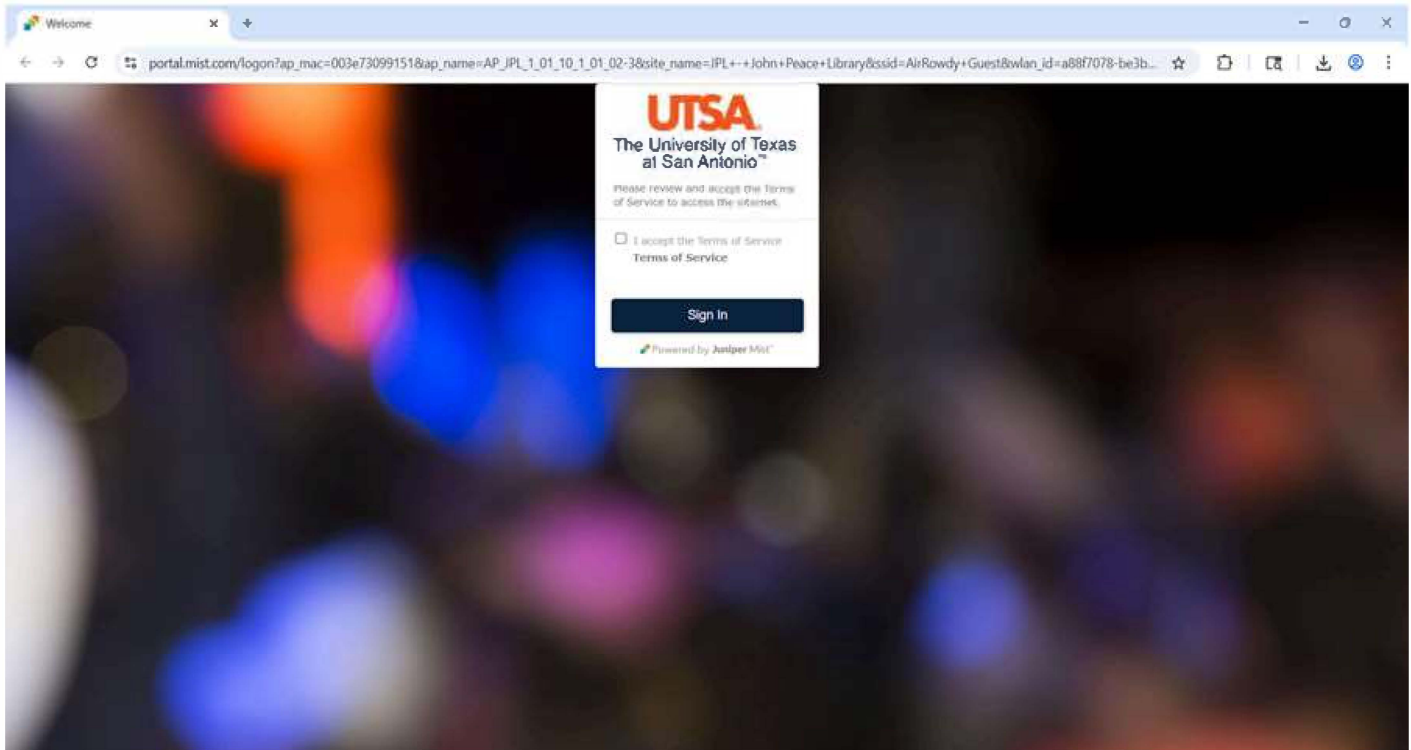 Welcome
portal.mist.com/logon?ap_mac=003e73099151&ap_name=AP_JPL_1_01_10_1_01_02-3&site_name=JPL+-+John+Peace+Library&ssid=AirRowdy+Guest&wlan_id=a88f7078-be3b...
UTSA
The University of Texas
at San Antonio™
Please review and accept the Terms
of Service to access the internet.
I accept the Terms of Service
Terms of Service
Sign In
Powered by Juniper Mist™